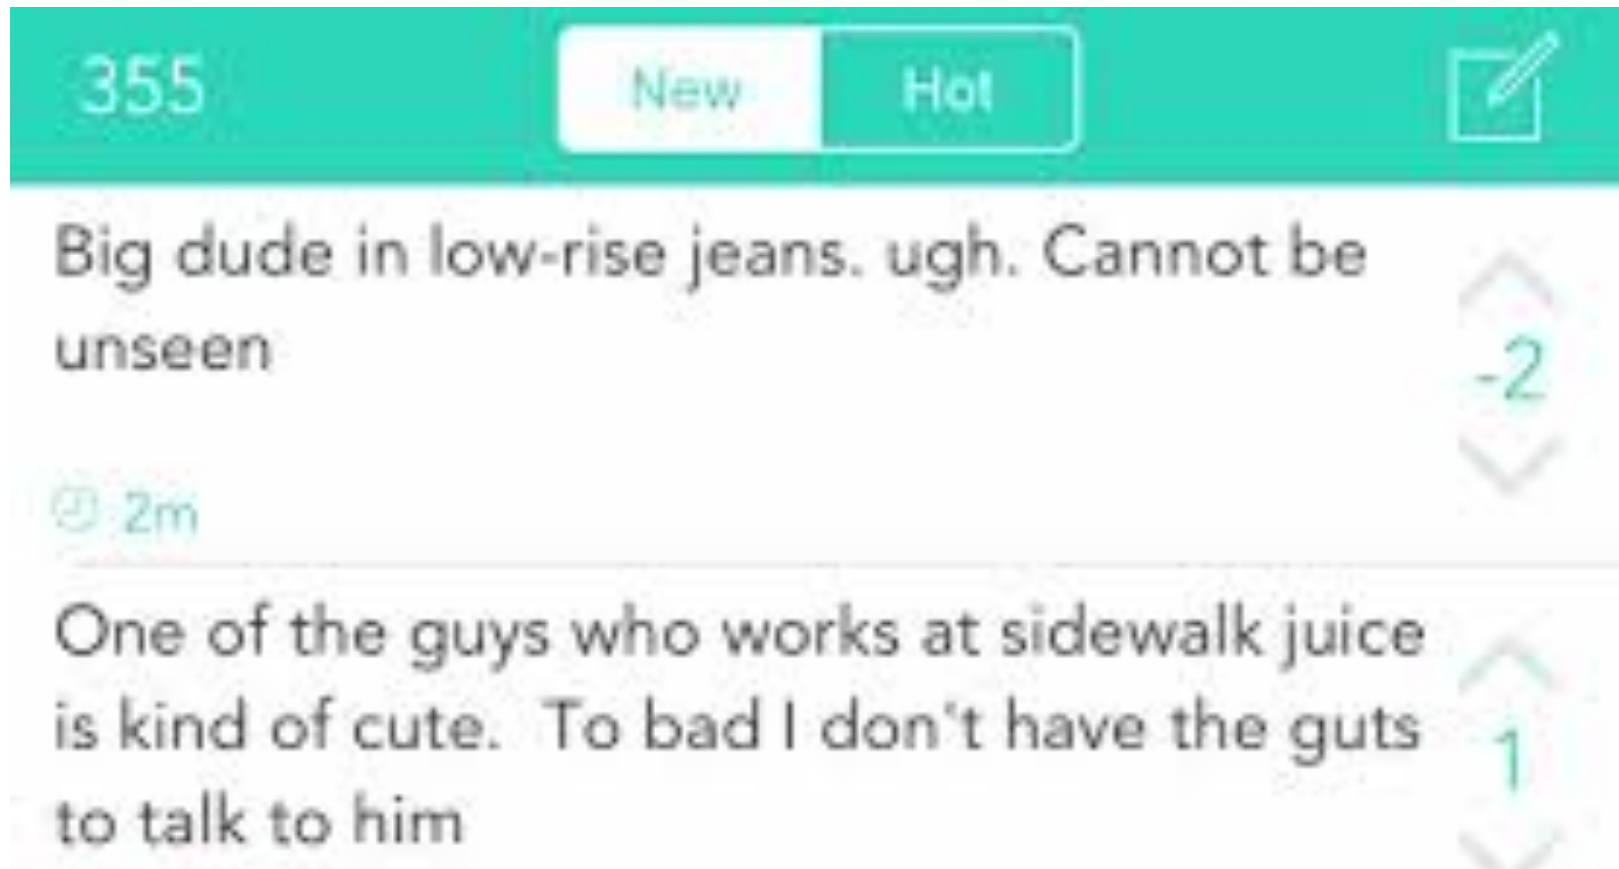 355 New Hot
Big dude in low-rise jeans. ugh. Cannot be
unseen
-2
2m
One of the guys who works at sidewalk juice
is kind of cute.  To bad I don't have the guts
to talk to him
1